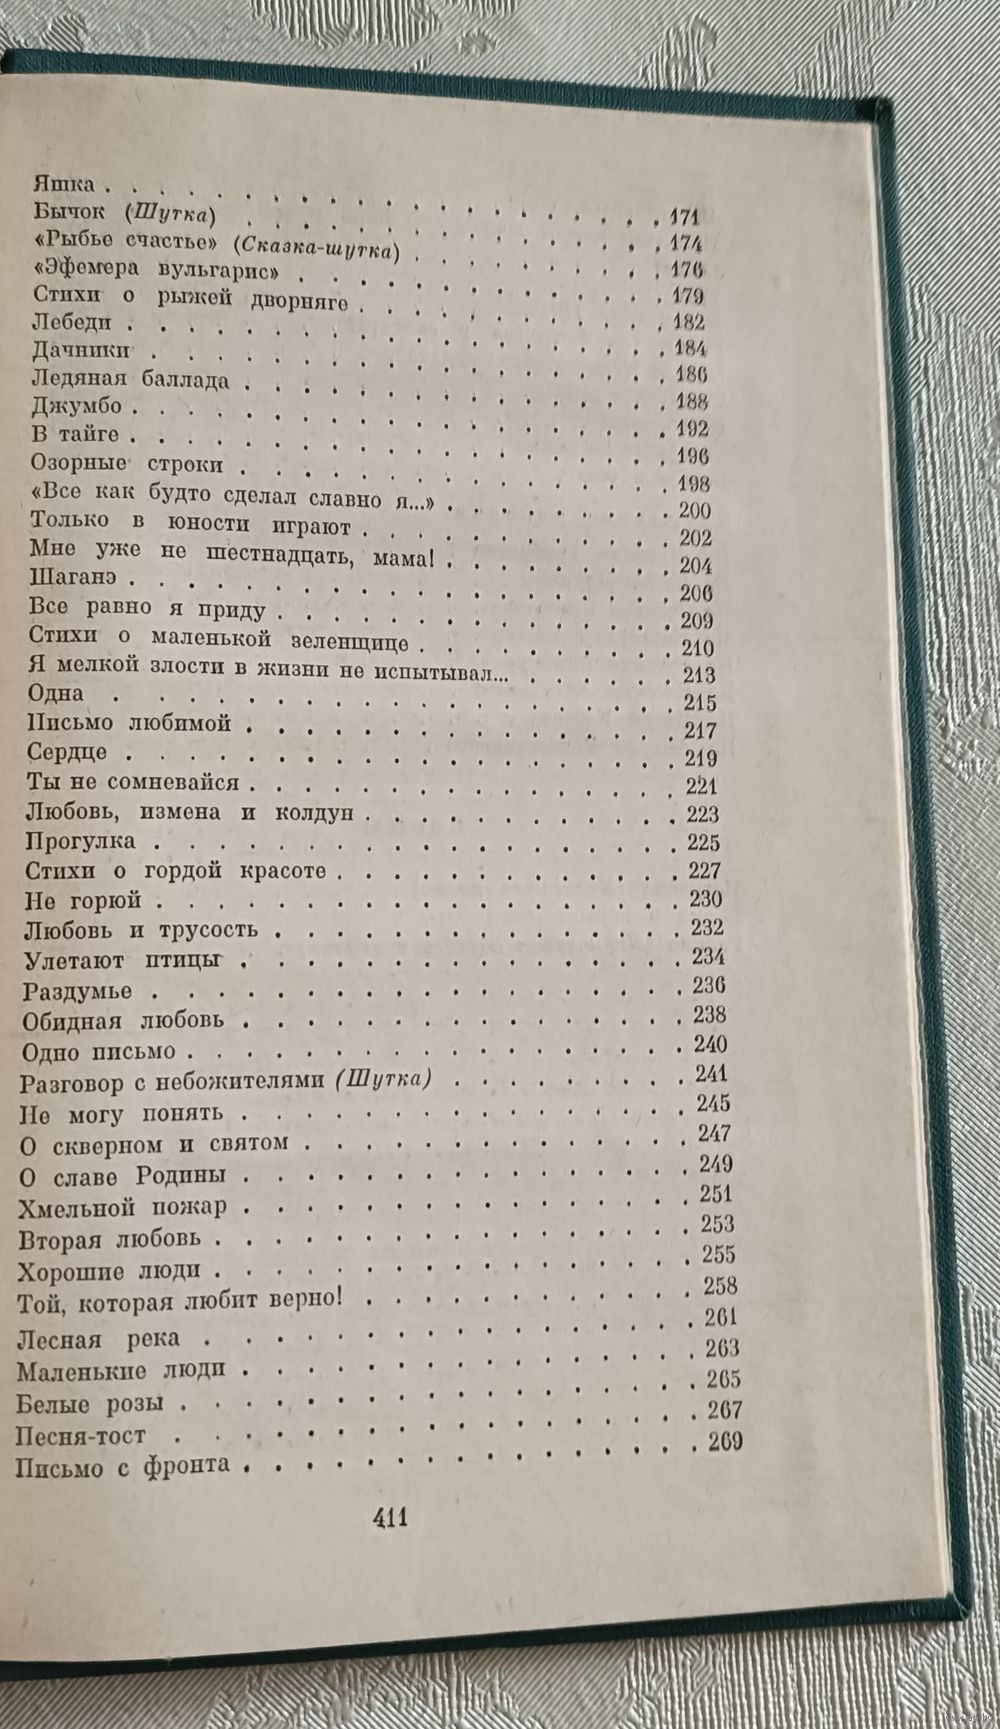 Яшка . . . . . . . . . . . . . . . . . . . 171
Бычок (Шутка) . . . . . . . . . . . . . . . 174
«Рыбье счастье» (Сказка-шутка) . . . . . . . . . 176
«Эфемера вульгарис» . . . . . . . . . . . . . 179
Стихи о рыжей дворняге . . . . . . . . . . . 182
Лебеди . . . . . . . . . . . . . . . . . . 184
Дачники . . . . . . . . . . . . . . . . . 186
Ледяная баллада . . . . . . . . . . . . . . 188
Джумбо . . . . . . . . . . . . . . . . . . 192
В тайге . . . . . . . . . . . . . . . . . . 196
Озорные строки . . . . . . . . . . . . . . 198
«Все как будто сделал славно я...» . . . . . . . . 200
Только в юности играют . . . . . . . . . . . 202
Мне уже не шестнадцать, мама! . . . . . . . . 204
Шаганэ . . . . . . . . . . . . . . . . . . 206
Все равно я приду . . . . . . . . . . . . . 209
Стихи о маленькой зеленщице . . . . . . . . . 210
Я мелкой злости в жизни не испытывал... . . . . . . 213
Одна . . . . . . . . . . . . . . . . . . 215
Письмо любимой . . . . . . . . . . . . . . 217
Сердце . . . . . . . . . . . . . . . . . . 219
Ты не сомневайся . . . . . . . . . . . . . . 221
Любовь, измена и колдун . . . . . . . . . . . 223
Прогулка . . . . . . . . . . . . . . . . . 225
Стихи о гордой красоте . . . . . . . . . . . 227
Не горюй . . . . . . . . . . . . . . . . . 230
Любовь и трусость . . . . . . . . . . . . . 232
Улетают птицы . . . . . . . . . . . . . . . 234
Раздумье . . . . . . . . . . . . . . . . . 236
Обидная любовь . . . . . . . . . . . . . . 238
Одно письмо . . . . . . . . . . . . . . . . 240
Разговор с небожителями (Шутка) . . . . . . . . 241
Не могу понять . . . . . . . . . . . . . . 245
О скверном и святом . . . . . . . . . . . . 247
О славе Родины . . . . . . . . . . . . . . 249
Хмельной пожар . . . . . . . . . . . . . . 251
Вторая любовь . . . . . . . . . . . . . . . 253
Хорошие люди . . . . . . . . . . . . . . . 255
Той, которая любит верно! . . . . . . . . . . . 258
Лесная река . . . . . . . . . . . . . . . . 261
Маленькие люди . . . . . . . . . . . . . . 263
Белые розы . . . . . . . . . . . . . . . . 265
Песня-тост . . . . . . . . . . . . . . . . 267
Письмо с фронта . . . . . . . . . . . . . . 269
411